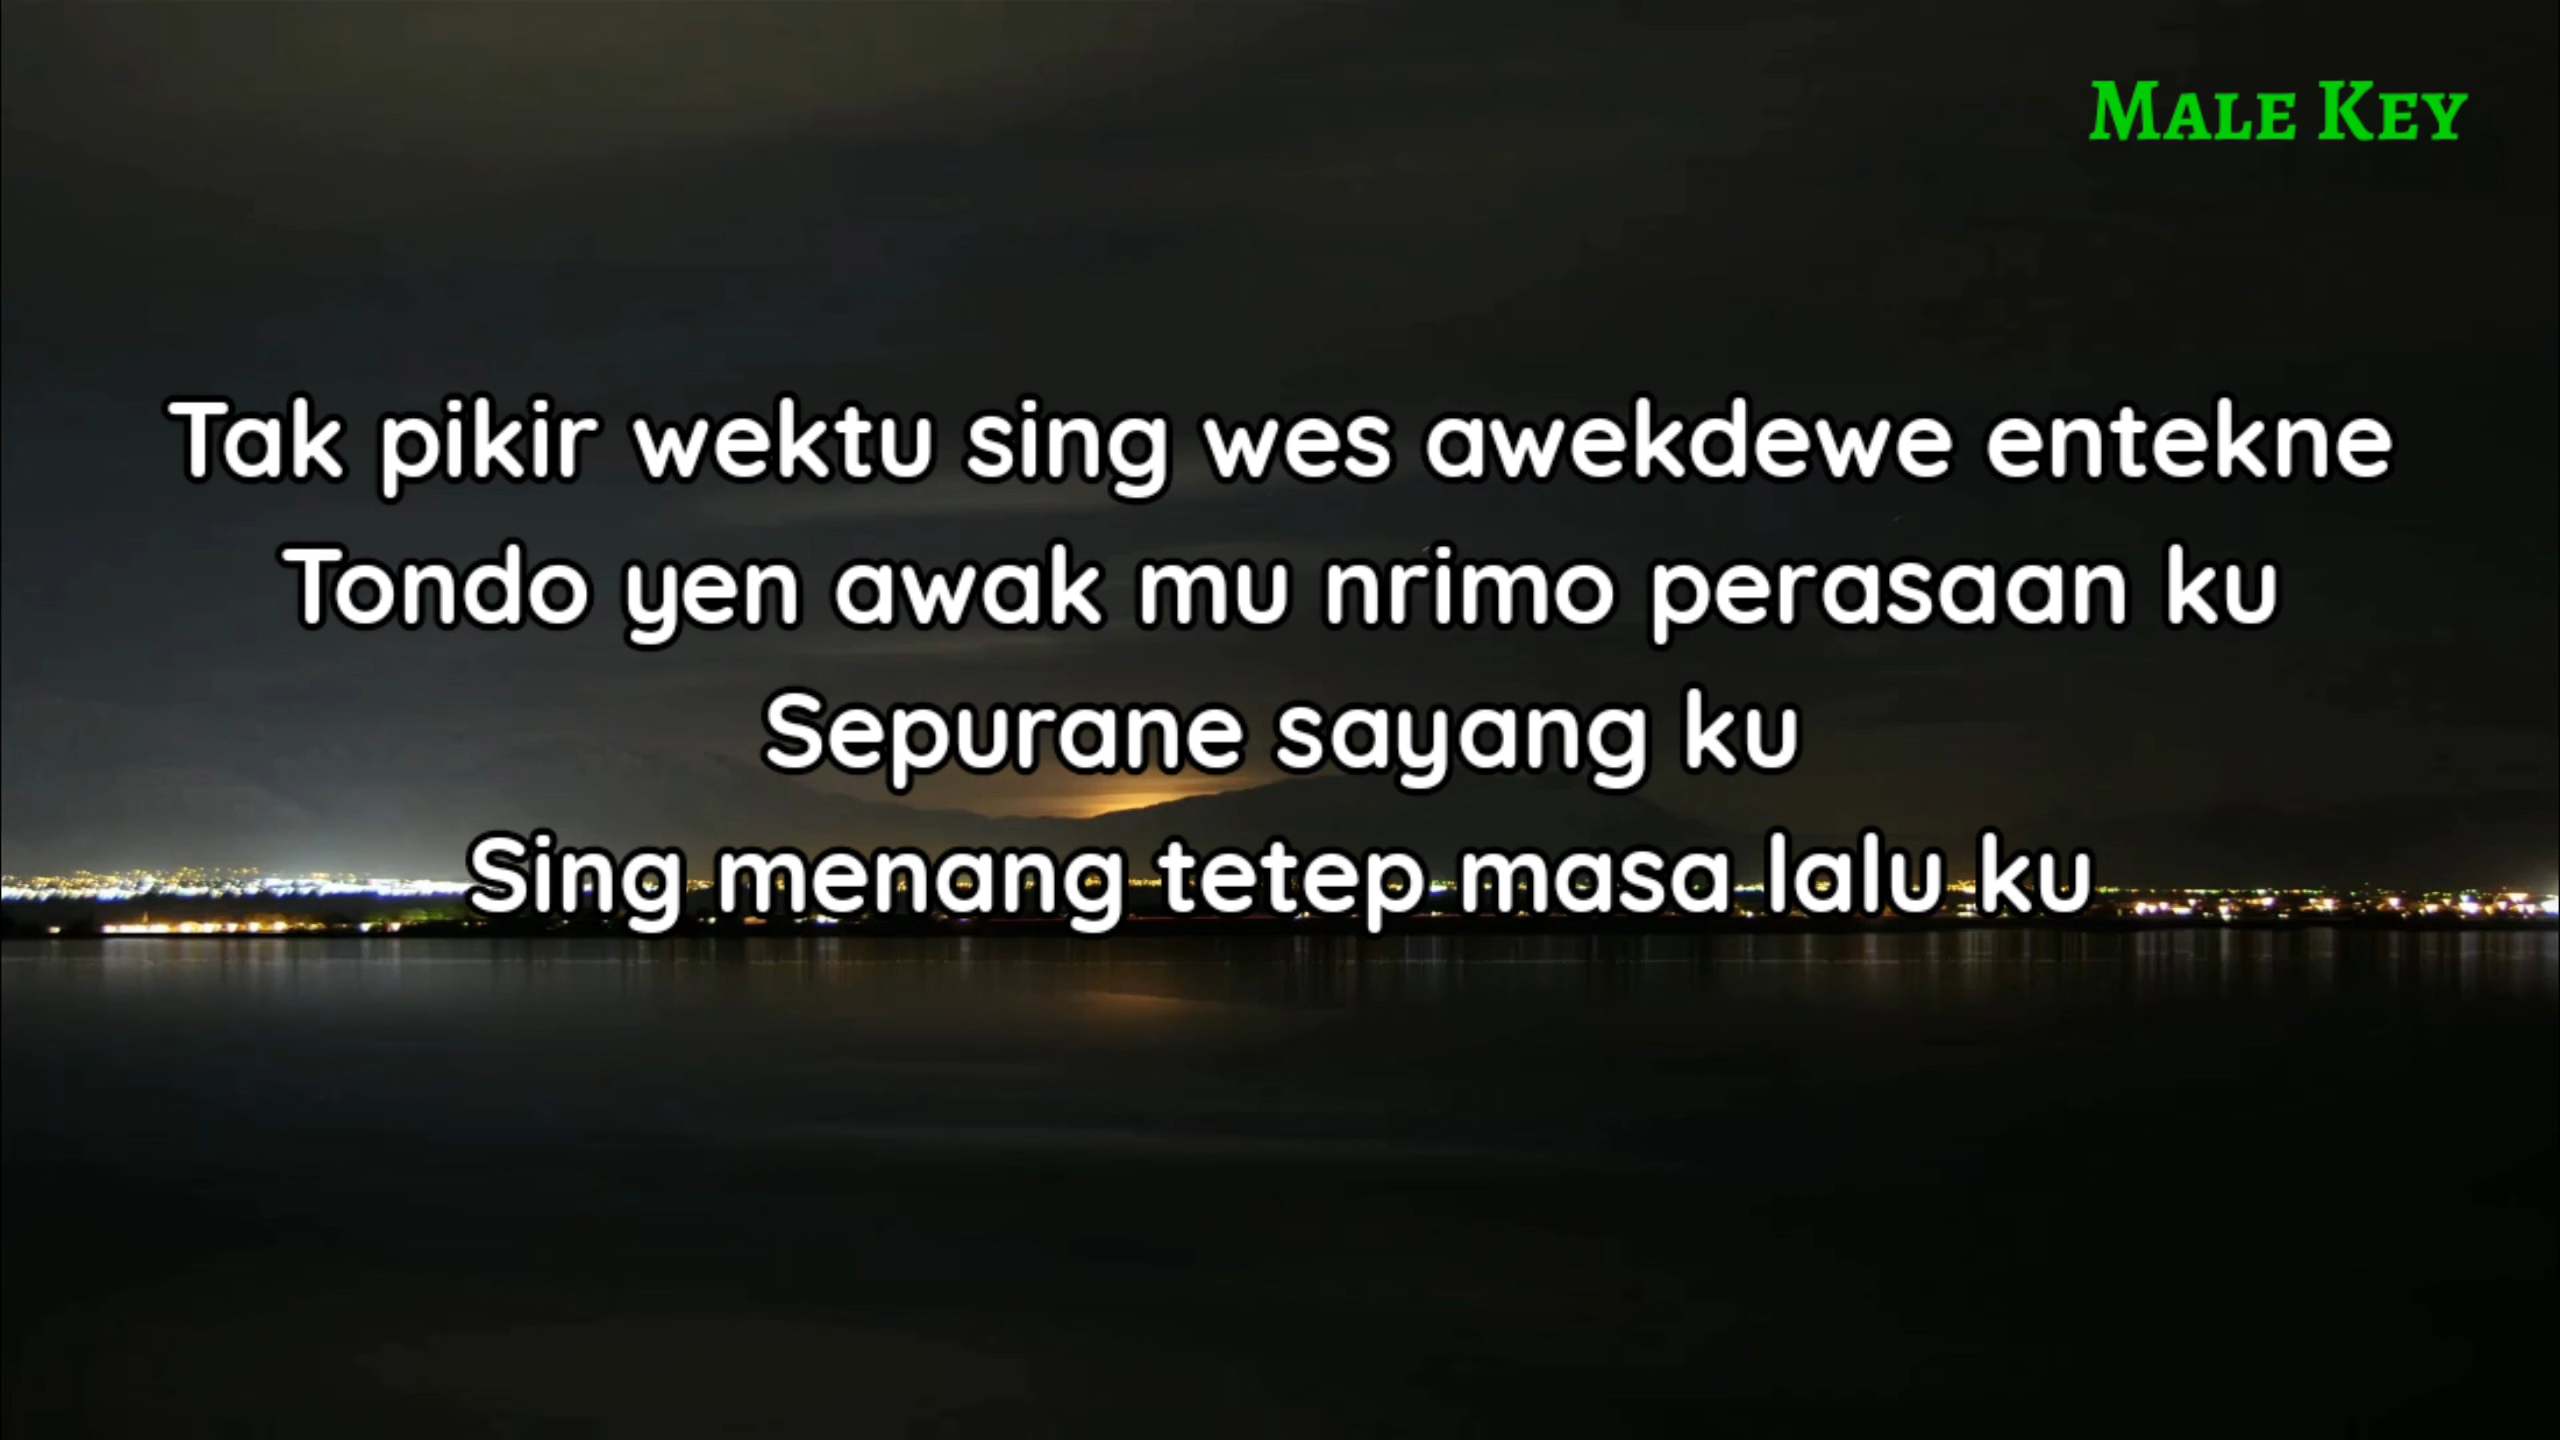 MALE KEY
Tak pikir wektu sing wes awekdewe entekne
Tondo yen awak mu nrimo perasaan ku
Sepurane sayang ku
Sing menang tetep masa lalu ku